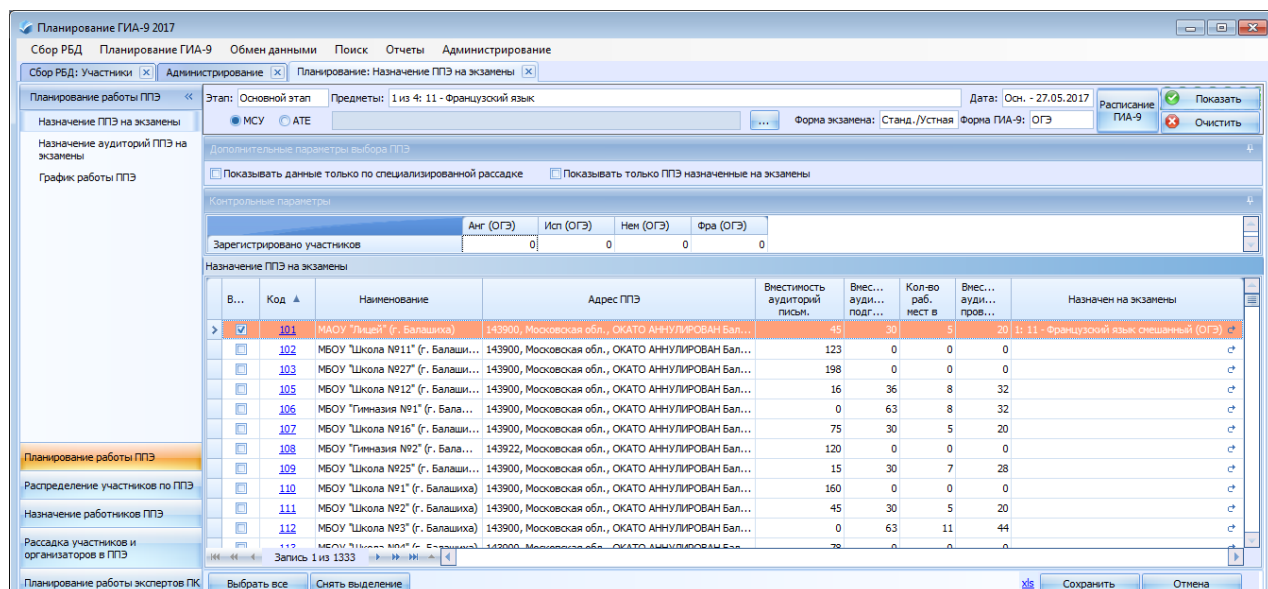 Планирование ГИА-9 2017
Сбор РБД Планирование ГИА-9 Обмен данными Поиск Отчеты Администрирование
Сбор РБД: Участники Администрирование Планирование: Назначение ППЭ на экзамены
Планирование работы ППЭ
Назначение ППЭ на экзамены
Назначение аудиторий ППЭ на
экзамены
График работы ППЭ
Планирование работы ППЭ
Распределение участников по ППЭ
Назначение работников ППЭ
Рассадка участников и
организаторов в ППЭ
Планирование работы экспертов ПК
Этап: Основной этап Предметы: 1 из 4: 11 - Французский язык Дата: Осн. - 27.05.2017
МСУ АТЕ ... Форма экзамена: Станд./Устная Форма ГИА-9: ОГЭ
Расписание
ГИА-9
Показать
Очистить
Дополнительные параметры выбора ППЭ
Показывать данные только по специализированной рассадке Показывать только ППЭ назначенные на экзамены
Контрольные параметры
Анг (ОГЭ) Исп (ОГЭ) Нем (ОГЭ) Фра (ОГЭ)
Зарегистрировано участников 0 0 0 0
Назначение ППЭ на экзамены
В... Код Наименование Адрес ППЭ Вместимость аудиторий письм. Вмес... ауди... подг... Кол-во раб. мест в Вмес... ауди... пров... Назначен на экзамены
101 МАОУ "Лицей" (г. Балашиха) 143900, Московская обл., ОКАТО АННУЛИРОВАН Бал... 45 30 5 20 1: 11 - Французский язык смешанный (ОГЭ)
102 МБОУ "Школа №11" (г. Балаши... 143900, Московская обл., ОКАТО АННУЛИРОВАН Бал... 123 0 0 0
103 МБОУ "Школа №27" (г. Балаши... 143900, Московская обл., ОКАТО АННУЛИРОВАН Бал... 198 0 0 0
105 МБОУ "Школа №12" (г. Балаши... 143900, Московская обл., ОКАТО АННУЛИРОВАН Бал... 16 36 8 32
106 МБОУ "Гимназия №1" (г. Бала... 143900, Московская обл., ОКАТО АННУЛИРОВАН Бал... 0 63 8 32
107 МБОУ "Школа №16" (г. Балаши... 143900, Московская обл., ОКАТО АННУЛИРОВАН Бал... 75 30 5 20
108 МБОУ "Гимназия №2" (г. Бала... 143922, Московская обл., ОКАТО АННУЛИРОВАН Бал... 120 0 0 0
109 МБОУ "Школа №25" (г. Балаши... 143900, Московская обл., ОКАТО АННУЛИРОВАН Бал... 15 30 7 28
110 МБОУ "Школа №1" (г. Балашиха) 143900, Московская обл., ОКАТО АННУЛИРОВАН Бал... 160 0 0 0
111 МБОУ "Школа №2" (г. Балашиха) 143900, Московская обл., ОКАТО АННУЛИРОВАН Бал... 45 30 5 20
112 МБОУ "Школа №3" (г. Балашиха) 143900, Московская обл., ОКАТО АННУЛИРОВАН Бал... 0 63 11 44
Запись 1 из 1333
Выбрать все Снять выделение xls Сохранить Отмена